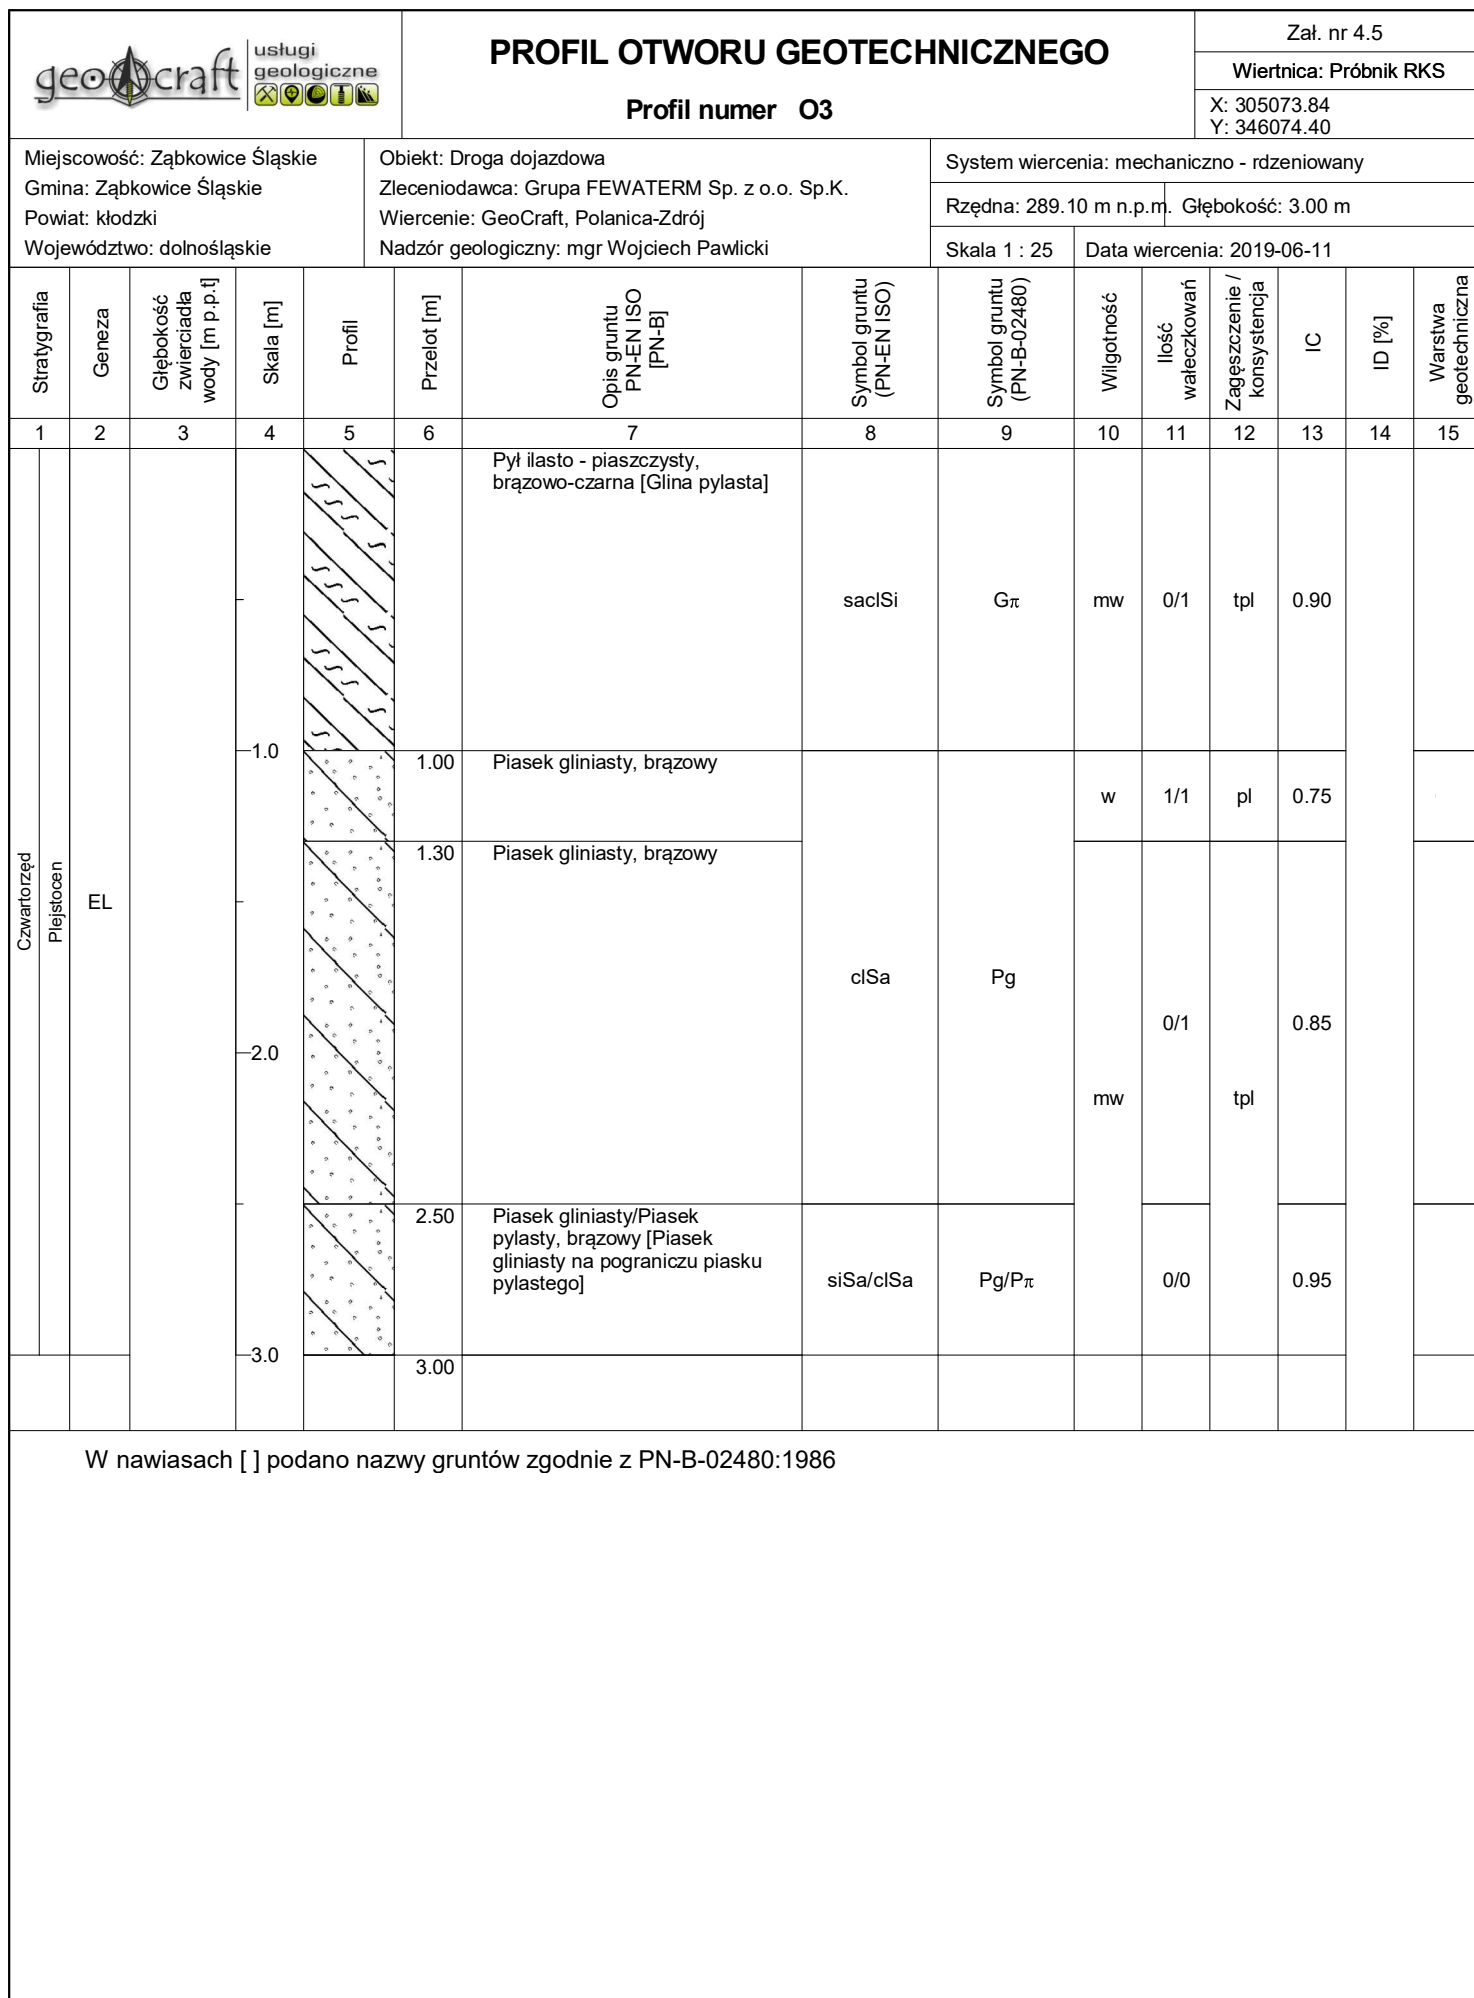 geocraft
usługi
geologiczne
PROFIL OTWORU GEOTECHNICZNEGO
Profil numer O3
Zał. nr 4.5
Wiertnica: Próbnik RKS
X: 305073.84
Y: 346074.40
Miejscowość: Ząbkowice Śląskie
Gmina: Ząbkowice Śląskie
Powiat: kłodzki
Województwo: dolnośląskie
Obiekt: Droga dojazdowa
Zleceniodawca: Grupa FEWATERM Sp. z o.o. Sp.K.
Wiercenie: GeoCraft, Polanica-Zdrój
Nadzór geologiczny: mgr Wojciech Pawlicki
System wiercenia: mechaniczno - rdzeniowany
Rzędna: 289.10 m n.p.m. Głębokość: 3.00 m
Skala 1 : 25 Data wiercenia: 2019-06-11
Stratygrafia
Geneza
Głębokość
zwierciadła
wody [m p.p.t]
Skala [m]
Profil
Przelot [m]
Opis gruntu
PN-EN ISO
[PN-B]
Symbol gruntu
(PN-EN ISO)
Symbol gruntu
(PN-B-02480)
Wilgotność
Ilość
wałeczkowań
Zagęszczenie /
konsystencja
IC
ID [%]
Warstwa
geotechniczna
1 2 3 4 5 6 7 8 9 10 11 12 13 14 15
Pył ilasto - piaszczysty,
brązowo-czarna [Glina pylasta]
saclSi Gπ mw 0/1 tpl 0.90
1.0
1.00 Piasek gliniasty, brązowy
w 1/1 pl 0.75
1.30 Piasek gliniasty, brązowy
Czwartorzęd
Plejstocen
EL
clSa Pg
0/1 0.85
2.0
mw tpl
2.50 Piasek gliniasty/Piasek
pylasty, brązowy [Piasek
gliniasty na pograniczu piasku
pylastego]
siSa/clSa Pg/Pπ 0/0 0.95
3.0
3.00
W nawiasach [ ] podano nazwy gruntów zgodnie z PN-B-02480:1986